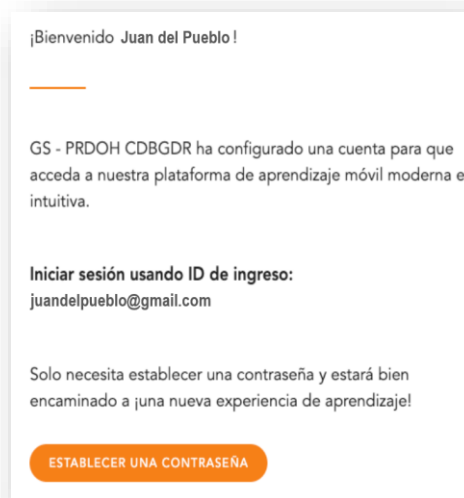 ¡Bienvenido Juan del Pueblo!
GS - PRDOH CDBGDR ha configurado una cuenta para que
acceda a nuestra plataforma de aprendizaje móvil moderna e
intuitiva.
Iniciar sesión usando ID de ingreso:
juandelpueblo@gmail.com
Solo necesita establecer una contraseña y estará bien
encaminado a ¡una nueva experiencia de aprendizaje!
ESTABLECER UNA CONTRASEÑA